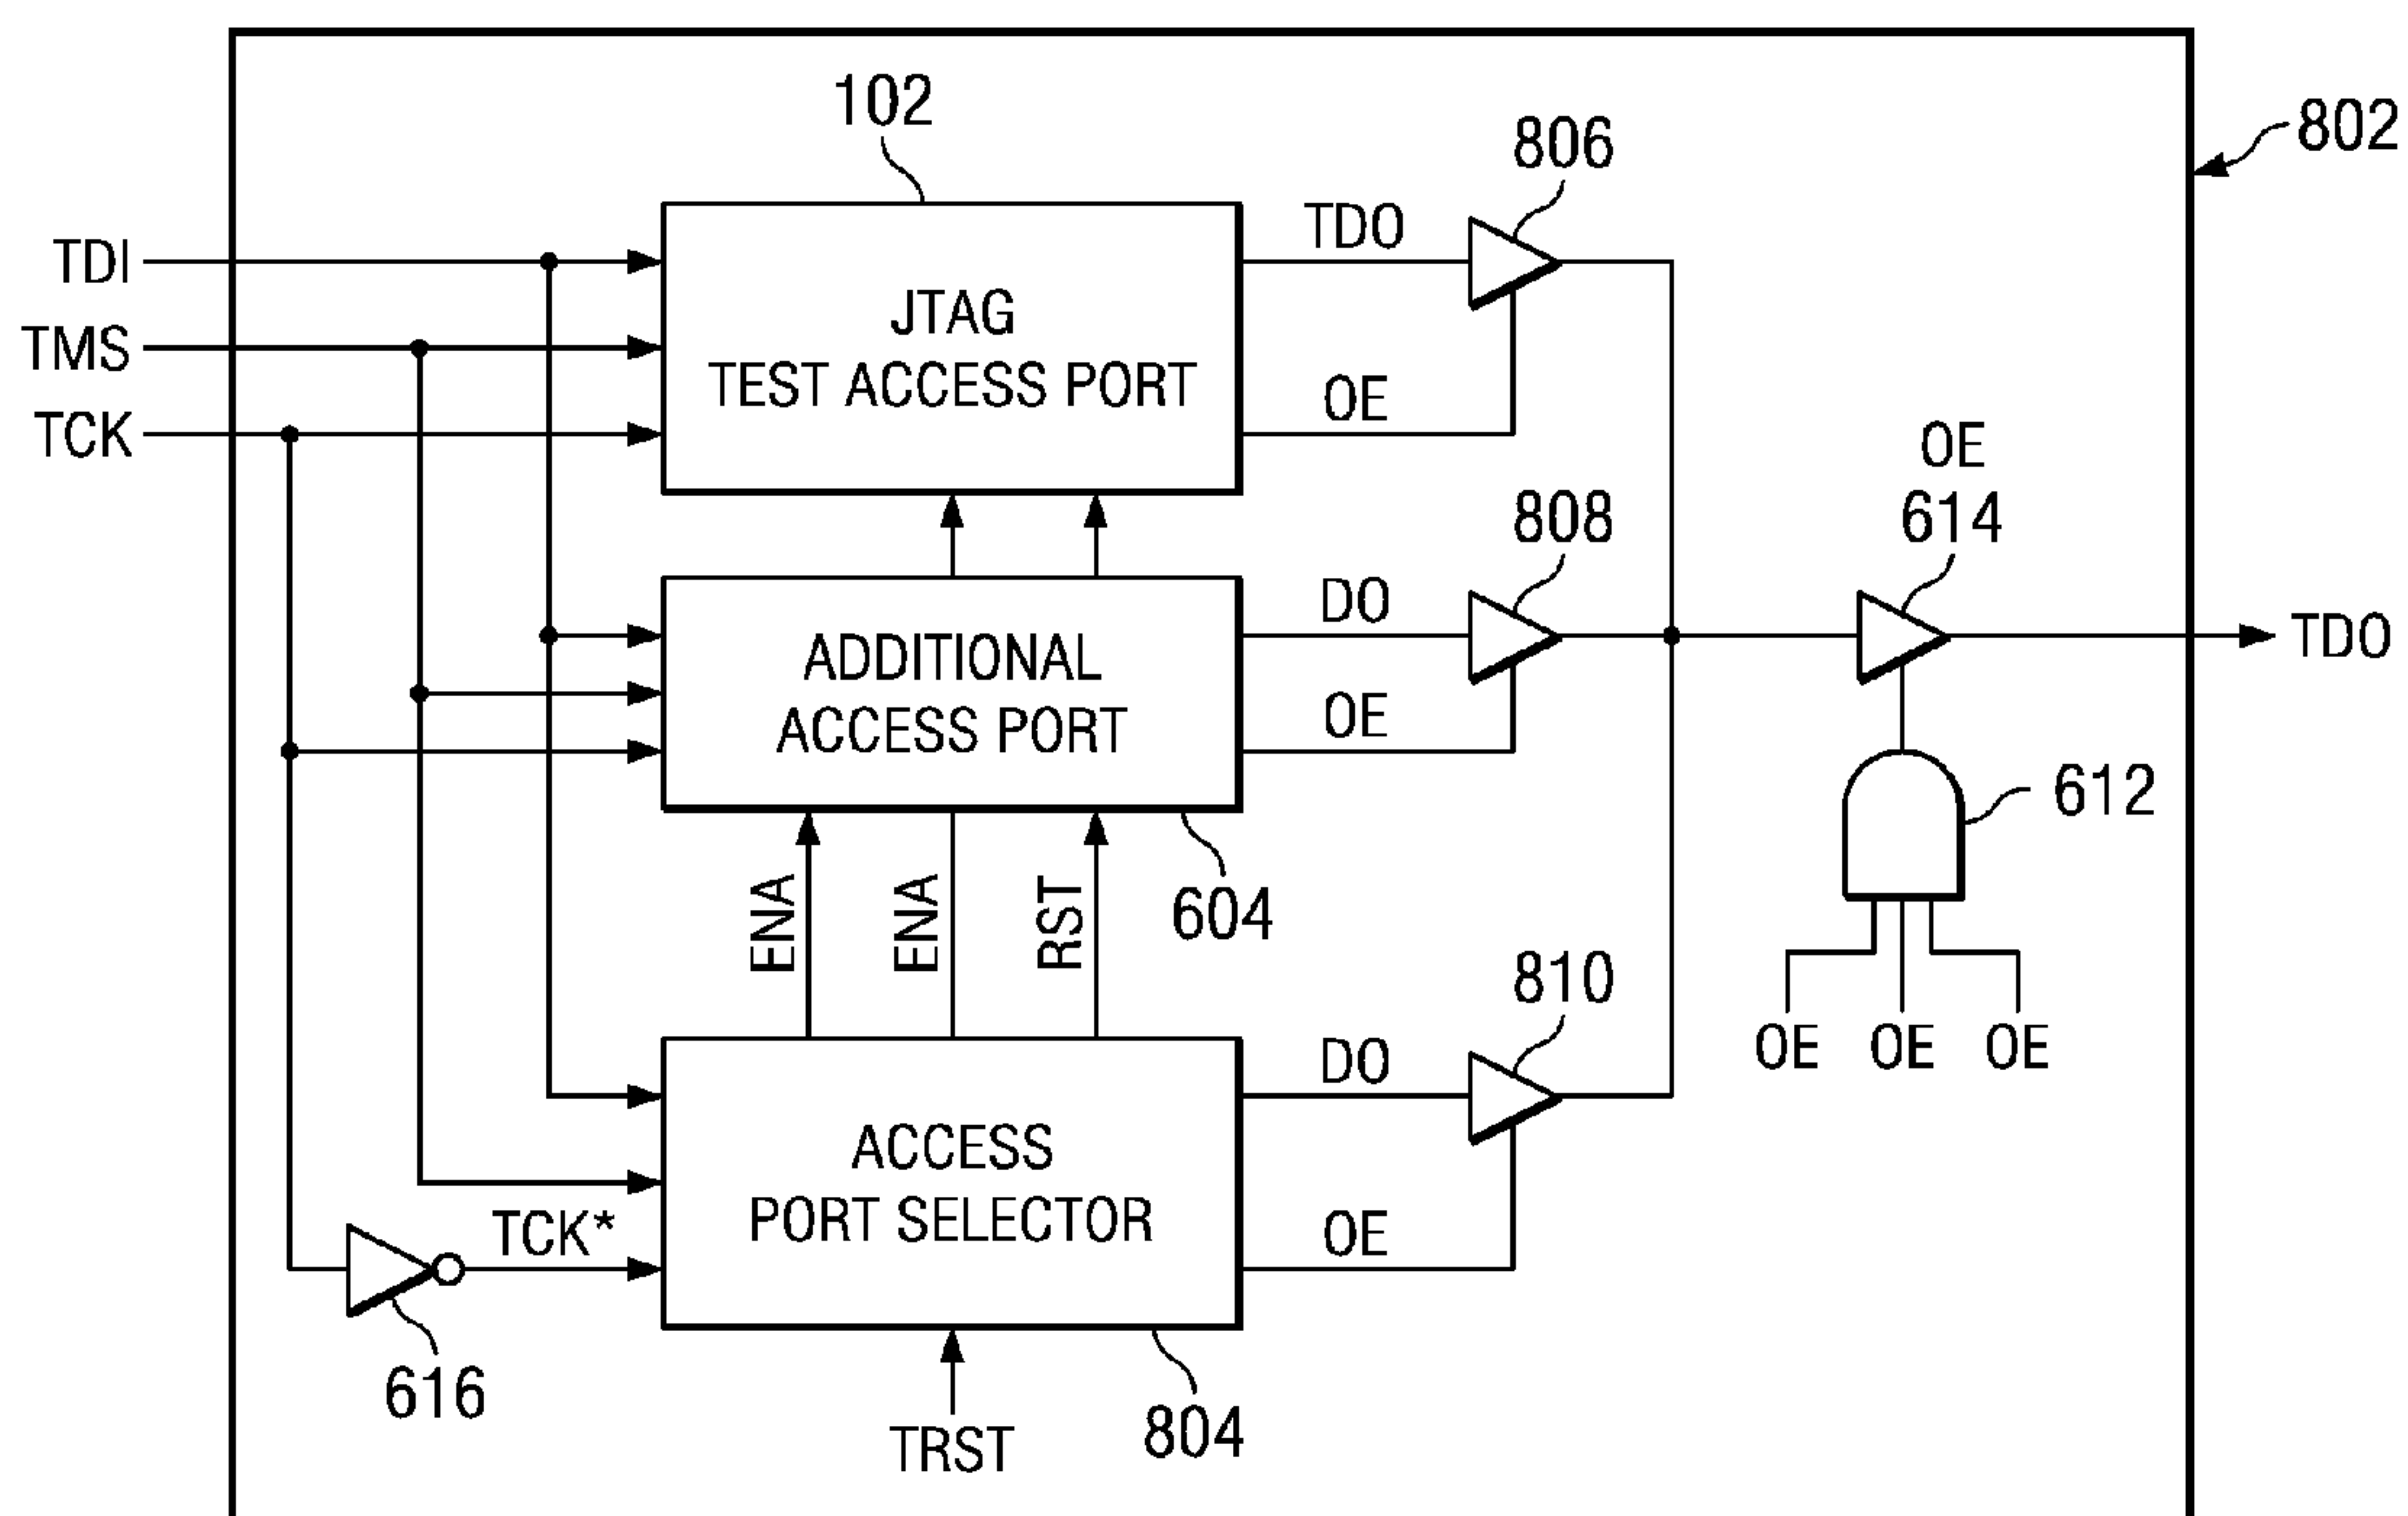 102
806
802
TDI
TDO
JTAG
TEST ACCESS PORT
TMS
OE
TCK
OE
614
808
DO
ADDITIONAL
ACCESS PORT
TDO
OE
612
ENA
ENA
RST
604
810
OE
OE
OE
DO
ACCESS
PORT SELECTOR
TCK*
OE
616
TRST
804